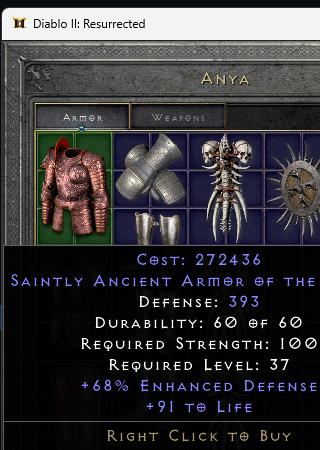 Diablo II: Resurrected
Anya
Armor
Weapons
Cost: 272436
Saintly Ancient Armor of the
Defense: 393
Durability: 60 of 60
Required Strength: 100
Required Level: 37
+68% Enhanced Defense
+91 to Life
Right Click to Buy